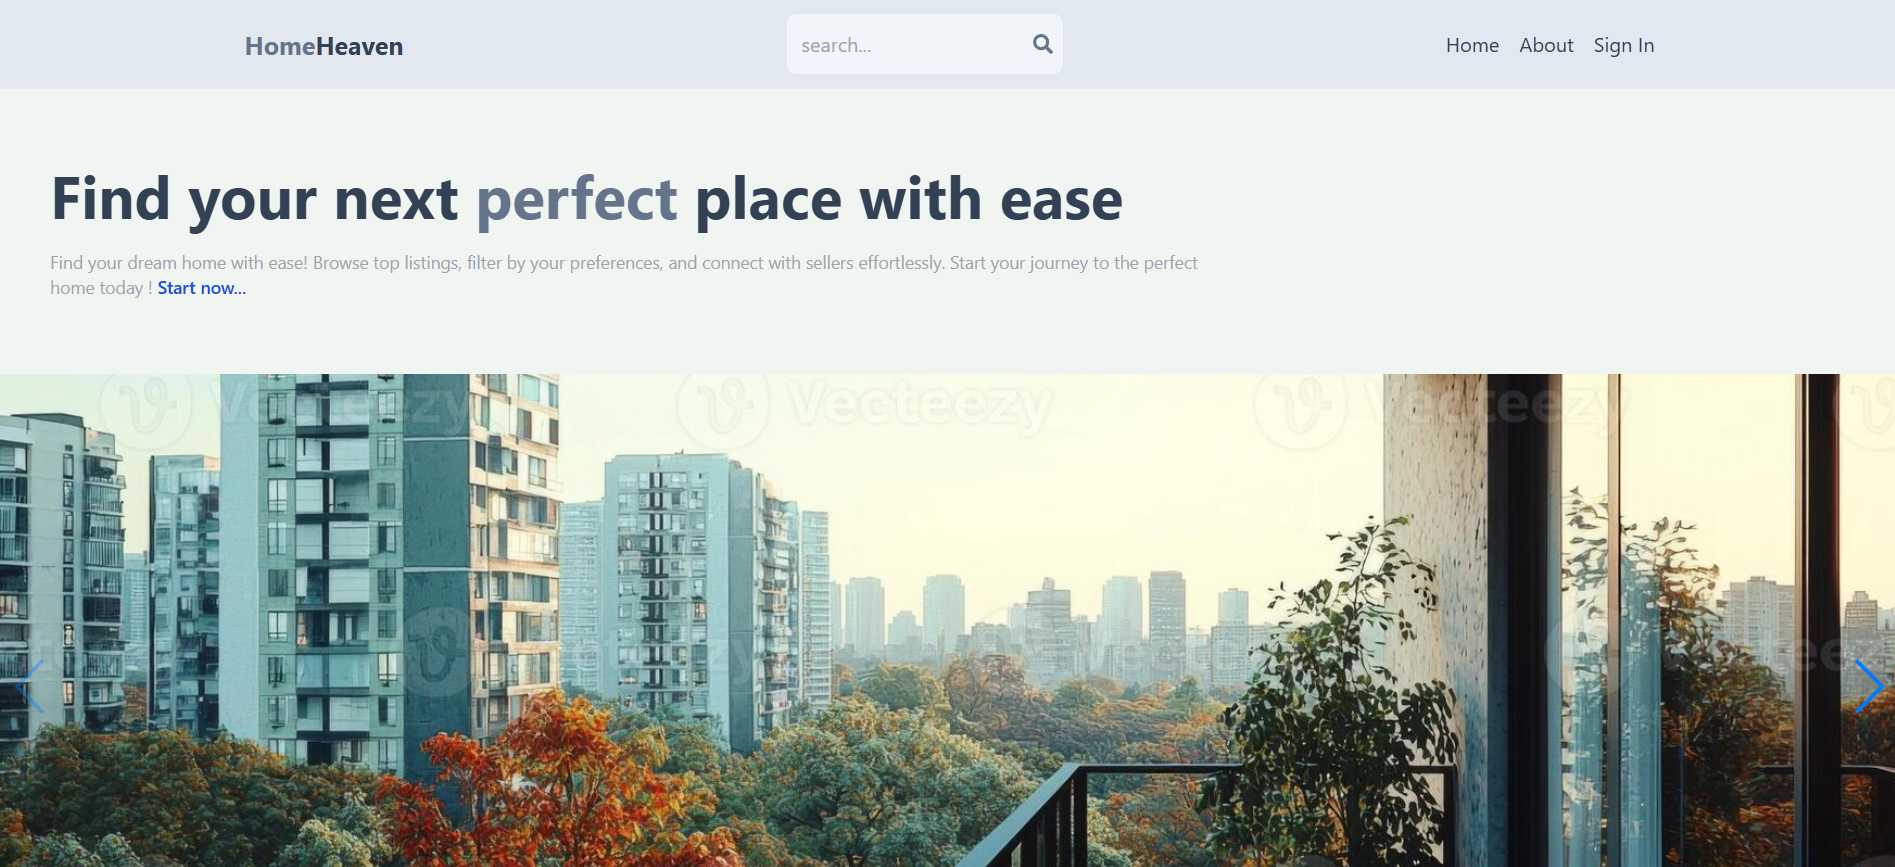 HomeHeaven
search...
Home About Sign In
Find your next perfect place with ease
Find your dream home with ease! Browse top listings, filter by your preferences, and connect with sellers effortlessly. Start your journey to the perfect
home today ! Start now...
Vecteezy Vecteezy Vecteezy